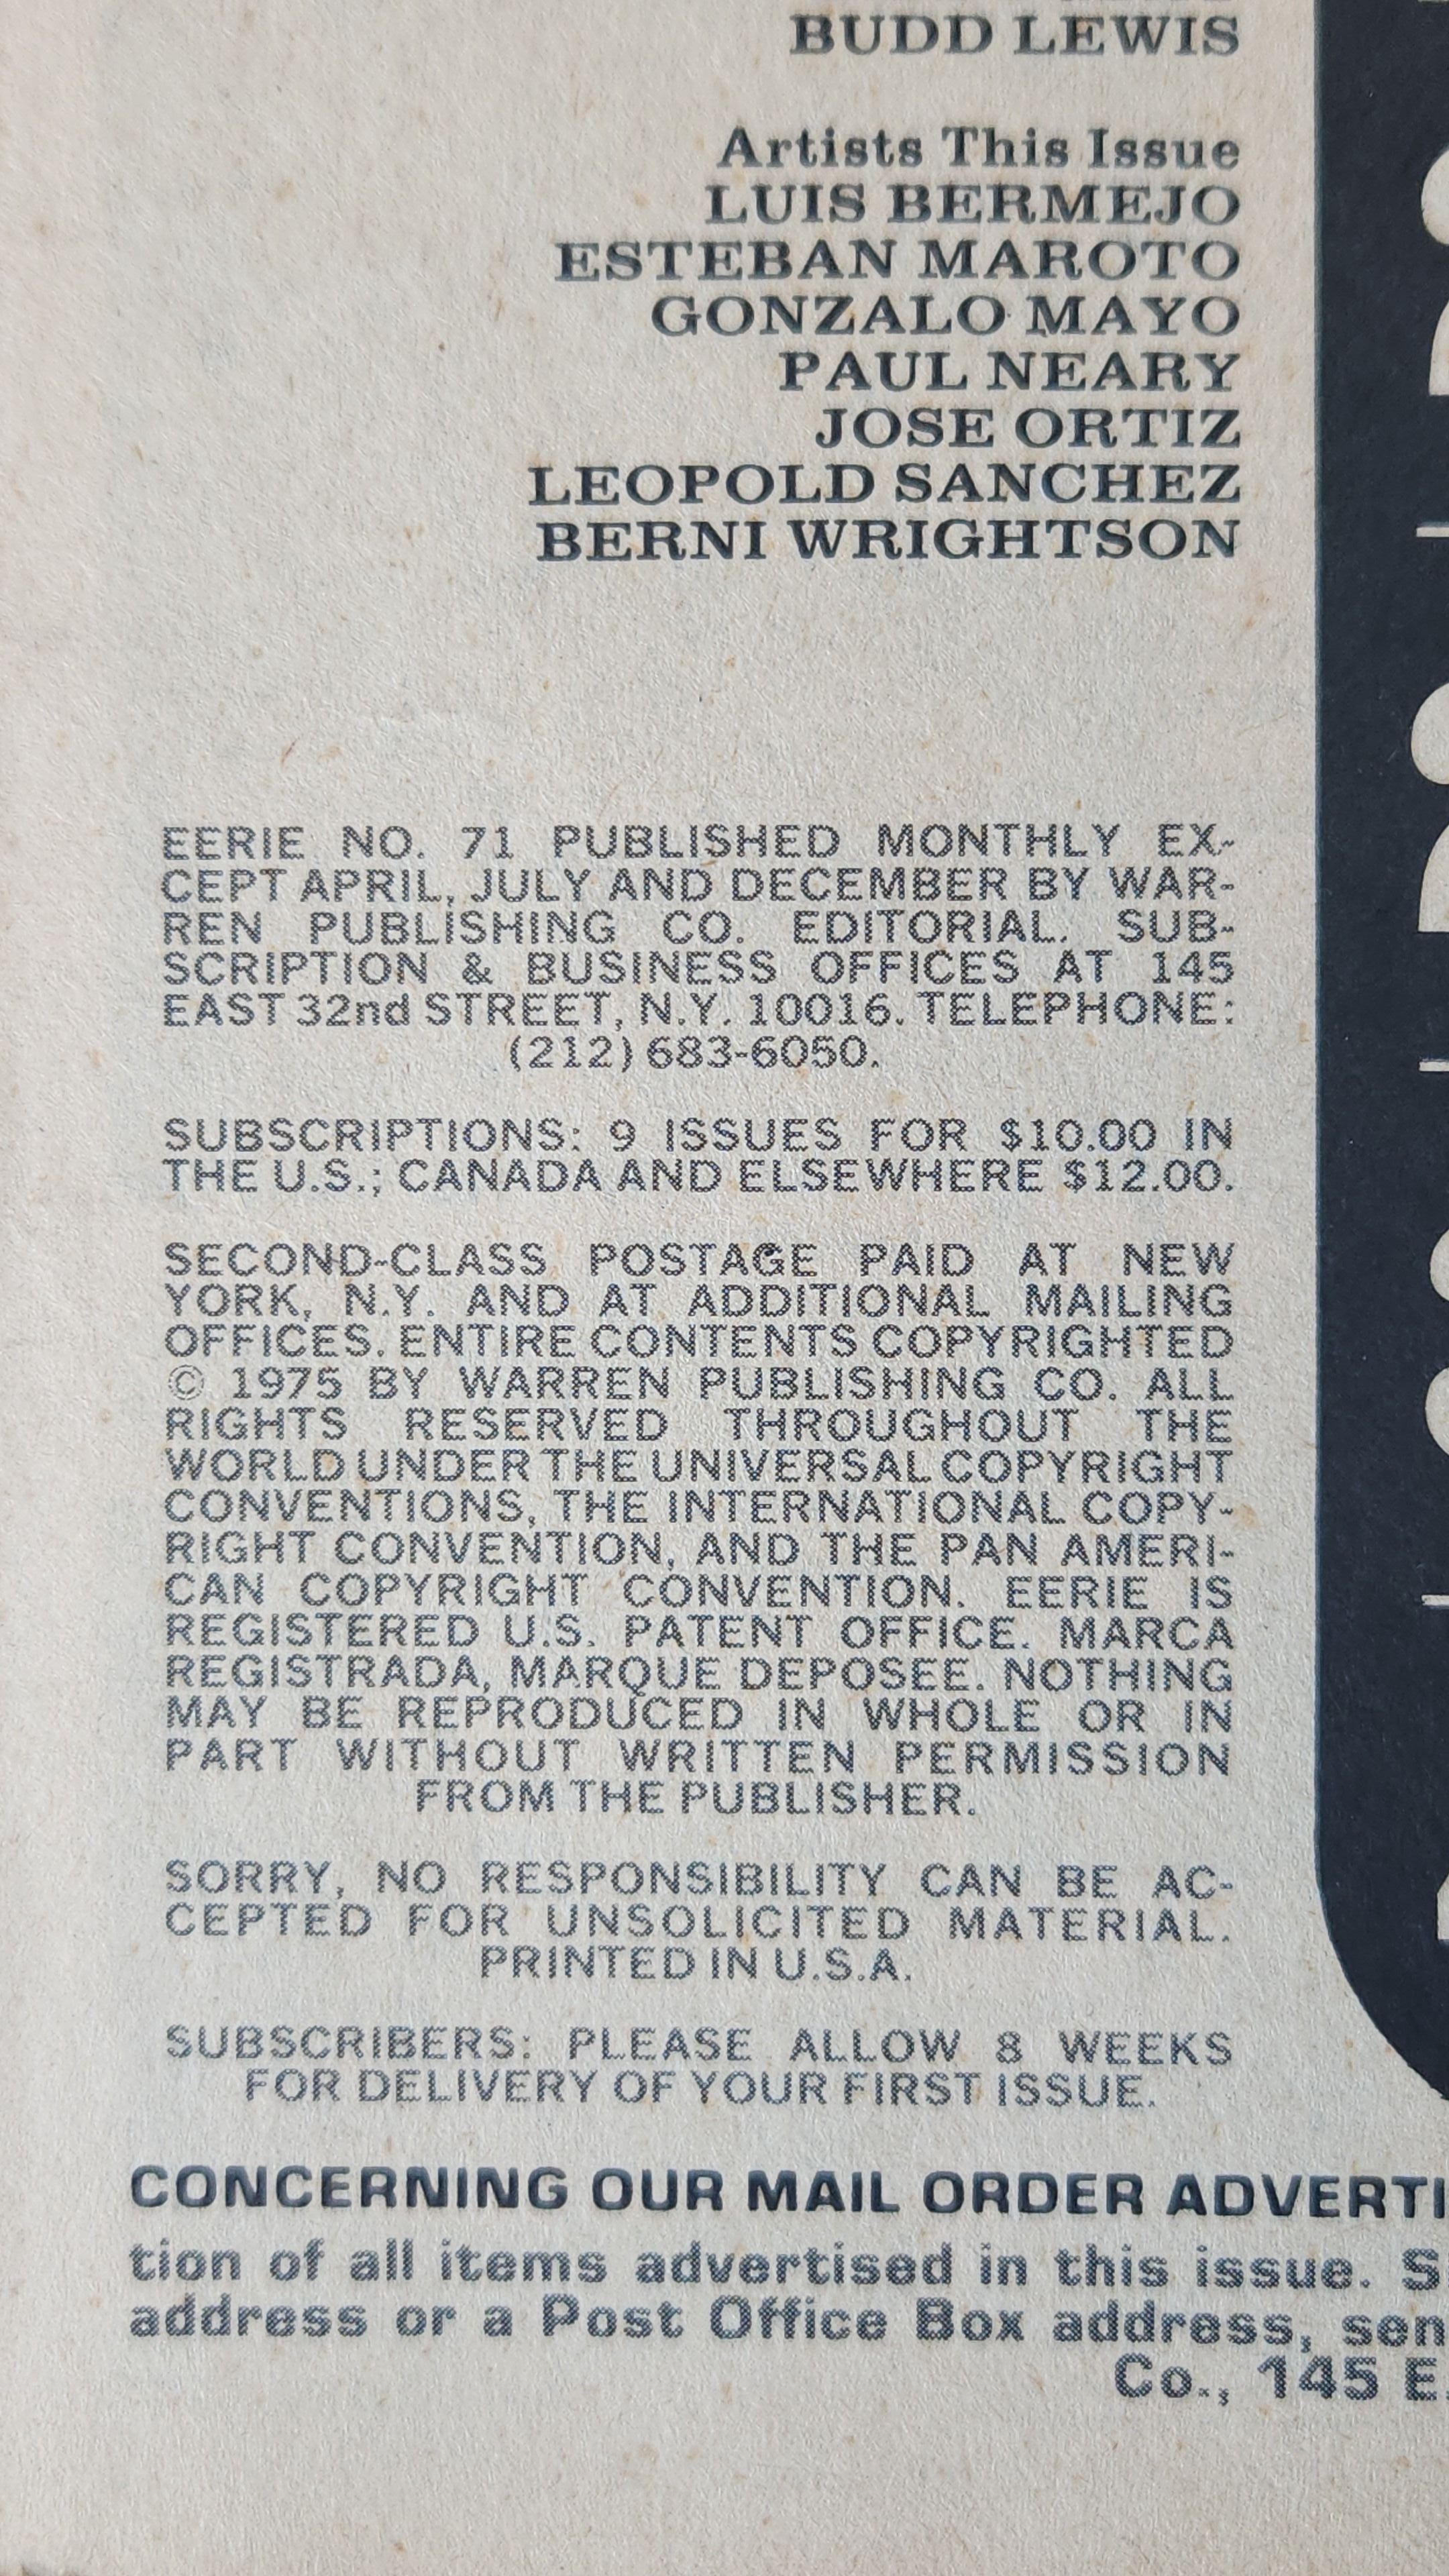 BUDD LEWIS
Artists This Issue
LUIS BERMEJO
ESTEBAN MAROTO
GONZALO MAYO
PAUL NEARY
JOSE ORTIZ
LEOPOLD SANCHEZ
BERNI WRIGHTSON
EERIE NO. 71 PUBLISHED MONTHLY EX-
CEPT APRIL, JULY AND DECEMBER BY WAR-
REN PUBLISHING CO. EDITORIAL. SUB-
SCRIPTION & BUSINESS OFFICES AT 145
EAST 32nd STREET, N.Y. 10016. TELEPHONE:
(212) 683-6050.
SUBSCRIPTIONS: 9 ISSUES FOR $10.00 IN
THE U.S.; CANADA AND ELSEWHERE $12.00.
SECOND-CLASS POSTAGE PAID AT NEW
YORK, N.Y. AND AT ADDITIONAL MAILING
OFFICES. ENTIRE CONTENTS COPYRIGHTED
© 1975 BY WARREN PUBLISHING CO. ALL
RIGHTS RESERVED THROUGHOUT THE
WORLD UNDER THE UNIVERSAL COPYRIGHT
CONVENTIONS, THE INTERNATIONAL COPY-
RIGHT CONVENTION, AND THE PAN AMERI-
CAN COPYRIGHT CONVENTION. EERIE IS
REGISTERED U.S. PATENT OFFICE. MARCA
REGISTRADA, MARQUE DEPOSEE. NOTHING
MAY BE REPRODUCED IN WHOLE OR IN
PART WITHOUT WRITTEN PERMISSION
FROM THE PUBLISHER.
SORRY, NO RESPONSIBILITY CAN BE AC-
CEPTED FOR UNSOLICITED MATERIAL.
PRINTED IN U.S.A.
SUBSCRIBERS: PLEASE ALLOW 8 WEEKS
FOR DELIVERY OF YOUR FIRST ISSUE.
CONCERNING OUR MAIL ORDER ADVERTI
tion of all items advertised in this issue. S
address or a Post Office Box address, sen
Co., 145 E.